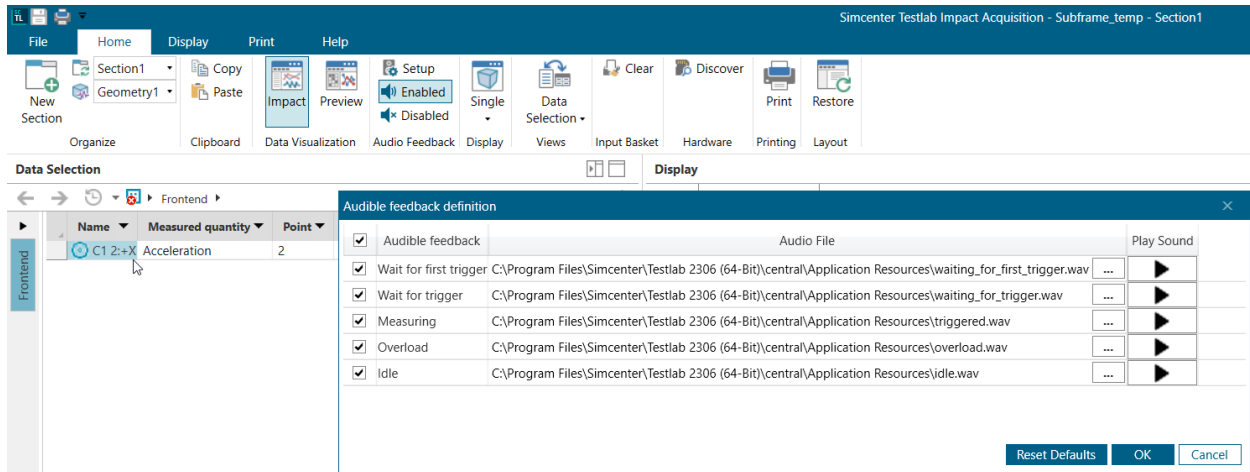 TL
Simcenter Testlab Impact Acquisition - Subframe_temp - Section1
File Home Display Print Help
New Section
Section1
Geometry1
Organize
Copy
Paste
Clipboard
Impact
Preview
Data Visualization
Setup
Enabled
Disabled
Audio Feedback
Single
Display
Data Selection
Views
Clear
Input Basket
Discover
Hardware
Print
Printing
Restore
Layout
Data Selection
Display
Frontend
Frontend
Name Measured quantity Point
C1 2:+X Acceleration 2
Audible feedback definition
Audible feedback Audio File Play Sound
Wait for first trigger C:\Program Files\Simcenter\Testlab 2306 (64-Bit)\central\Application Resources\waiting_for_first_trigger.wav ...
Wait for trigger C:\Program Files\Simcenter\Testlab 2306 (64-Bit)\central\Application Resources\waiting_for_trigger.wav ...
Measuring C:\Program Files\Simcenter\Testlab 2306 (64-Bit)\central\Application Resources\triggered.wav ...
Overload C:\Program Files\Simcenter\Testlab 2306 (64-Bit)\central\Application Resources\overload.wav ...
Idle C:\Program Files\Simcenter\Testlab 2306 (64-Bit)\central\Application Resources\idle.wav ...
Reset Defaults OK Cancel